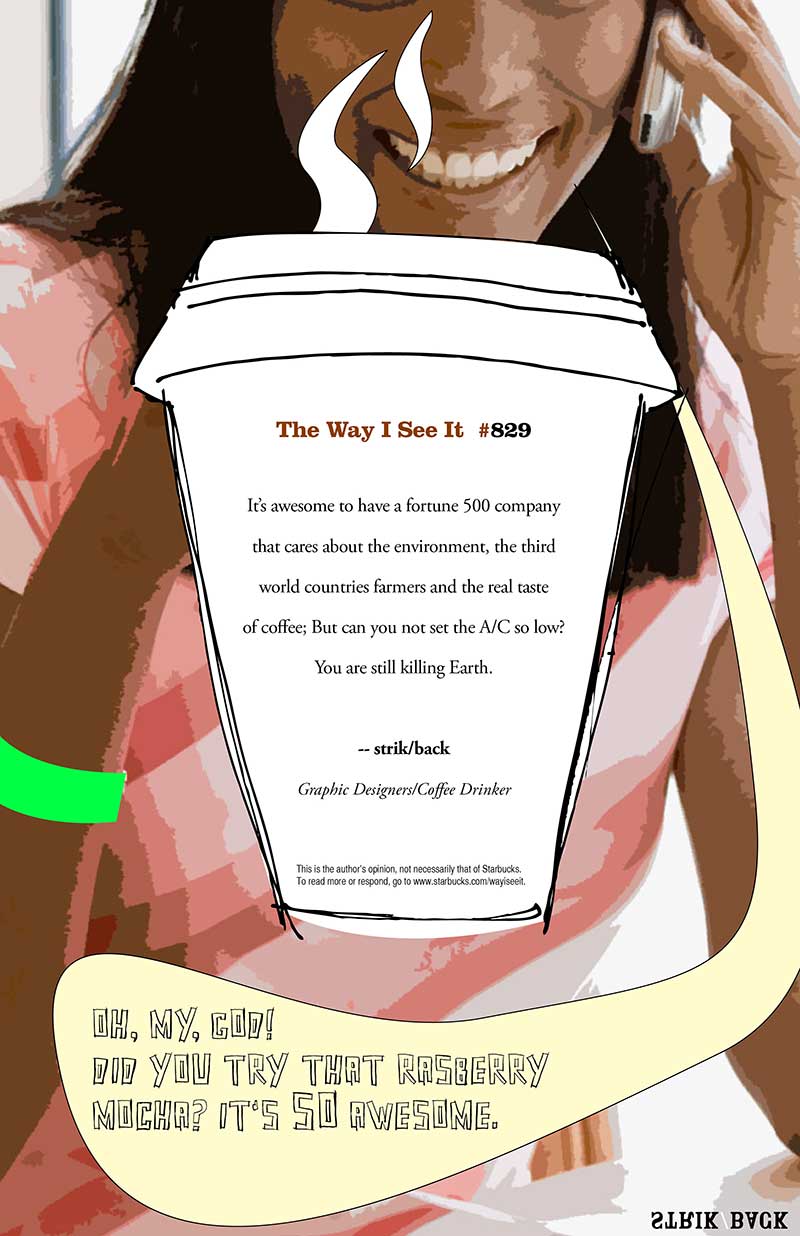 The Way I See It #829
It's awesome to have a fortune 500 company
that cares about the environment, the third
world countries farmers and the real taste
of coffee; But can you not set the A/C so low?
You are still killing Earth.
-- strik/back
Graphic Designers/Coffee Drinker
This is the author's opinion, not necessarily that of Starbucks.
To read more or respond, go to www.starbucks.com/wayiseeit.
OH, MY, GOD!
DID YOU TRY THAT RASBERRY
MOCHA? IT'S SO AWESOME.
STRIK/BACK